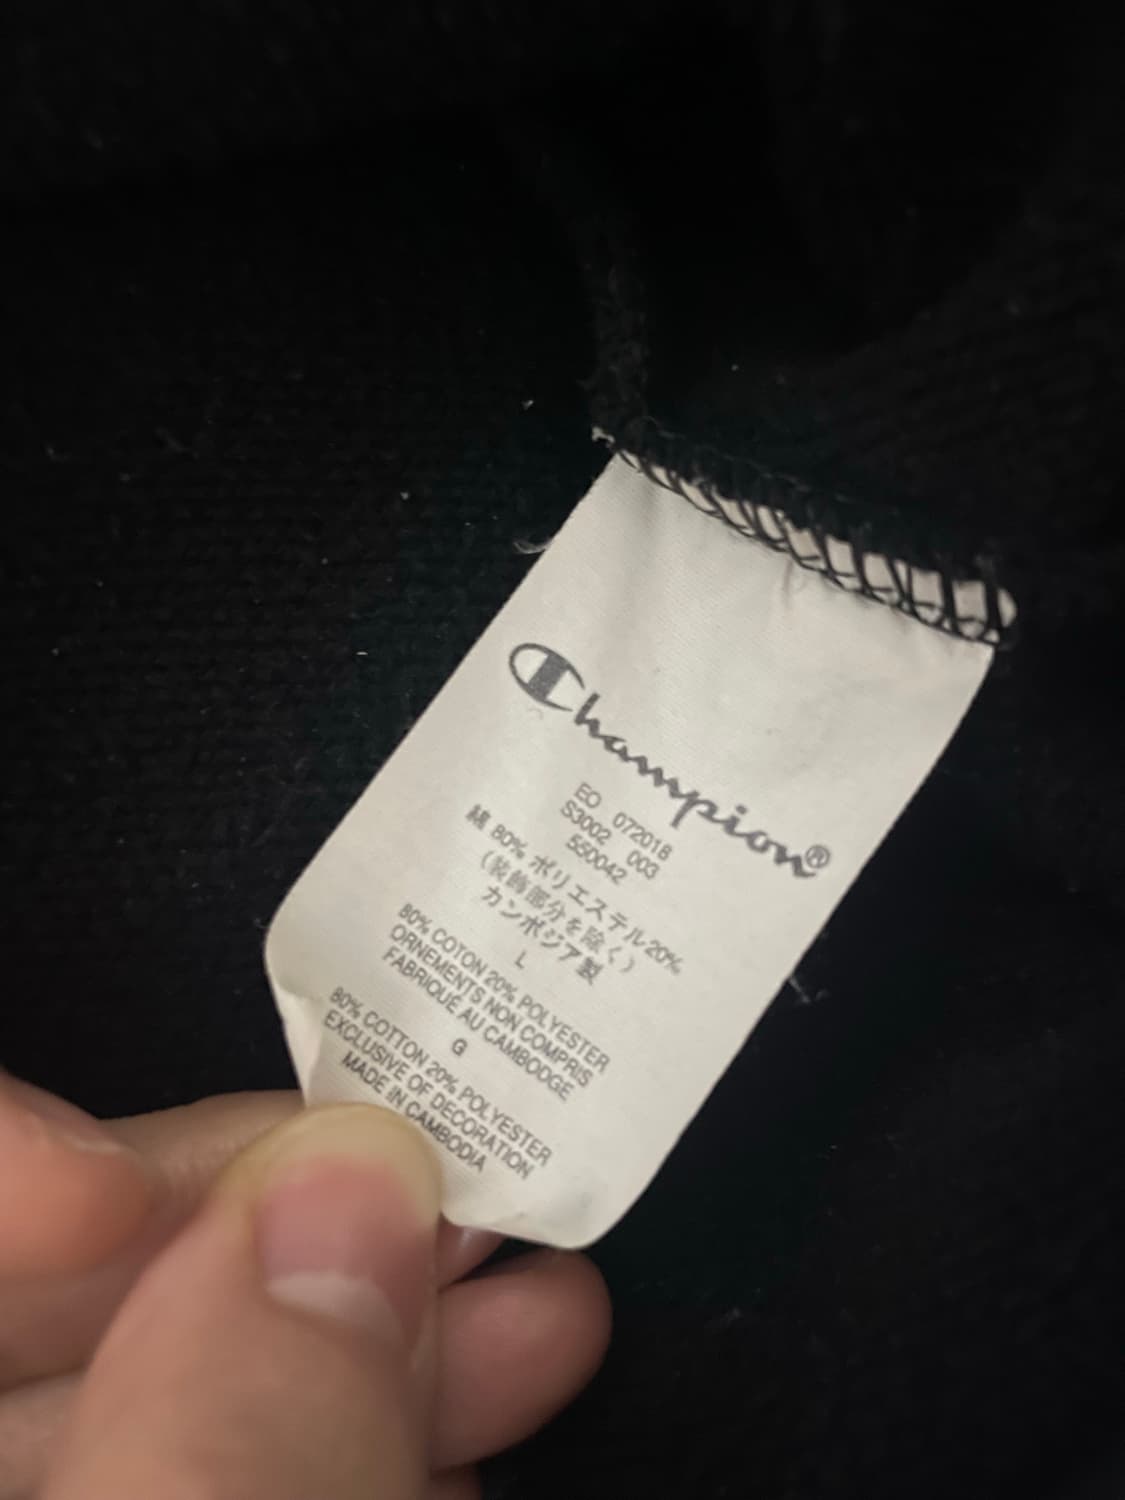 Champion®
EO 072018
S3002 003
550042
綿 80% ポリエステル 20%
(装飾部分を除く)
カンボジア製
L
80% COTON 20% POLYESTER
ORNEMENTS NON COMPRIS
FABRIQUÉ AU CAMBODGE
G
80% COTTON 20% POLYESTER
EXCLUSIVE OF DECORATION
MADE IN CAMBODIA